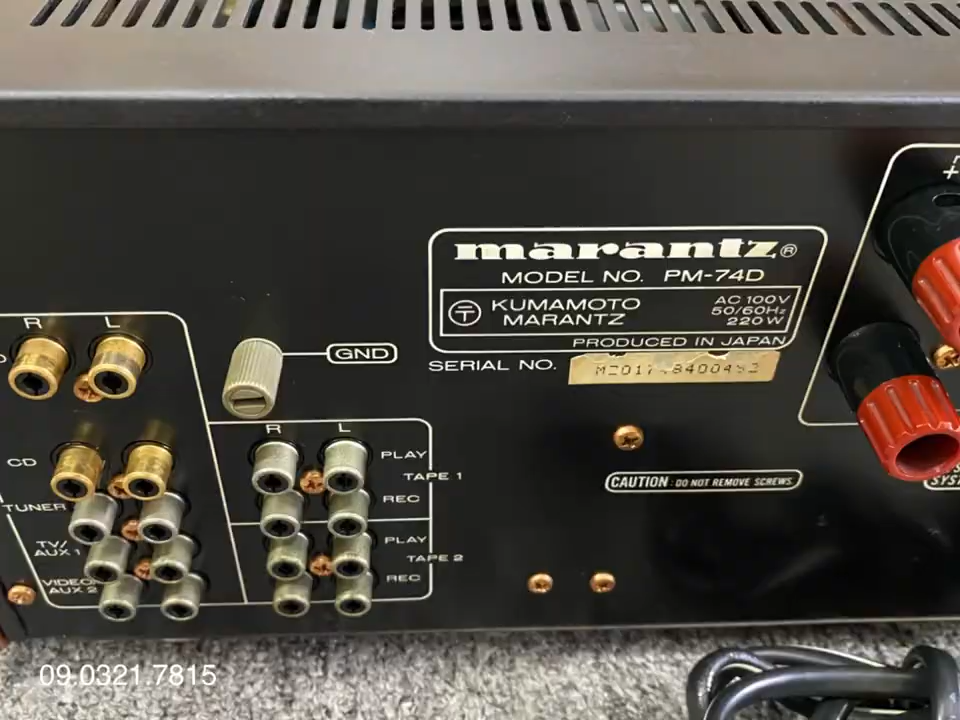 marantz®
MODEL NO. PM-74D
KUMAMOTO
MARANTZ
AC 100V
50/60Hz
220W
PRODUCED IN JAPAN
SERIAL NO.
R L
GND
R L
PLAY
CD
TAPE 1
REC
TUNER
TV/
AUX 1
PLAY
TAPE 2
VIDEO/
AUX 2
REC
CAUTION : DO NOT REMOVE SCREWS.
+
09.0321.7815